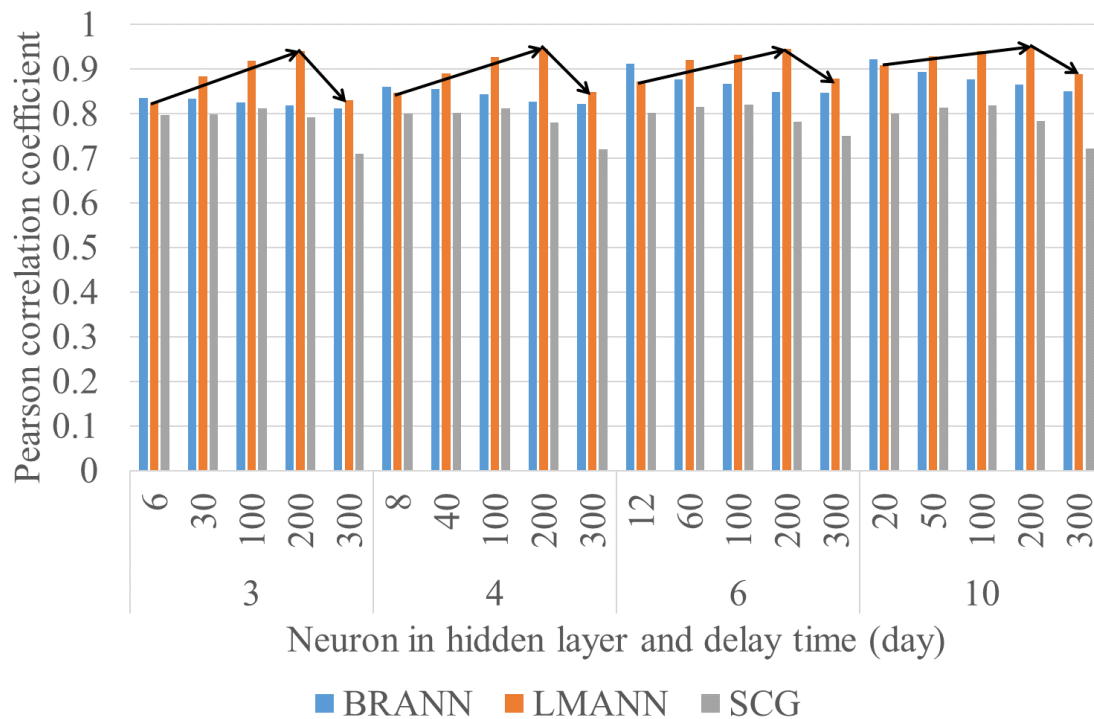 Pearson correlation coefficient
1
0.9
0.8
0.7
0.6
0.5
0.4
0.3
0.2
0.1
0
6 30 100 200 300 8 40 100 200 300 12 60 100 200 300 20 50 100 200 300
3 4 6 10
Neuron in hidden layer and delay time (day)
BRANN LMANN SCG